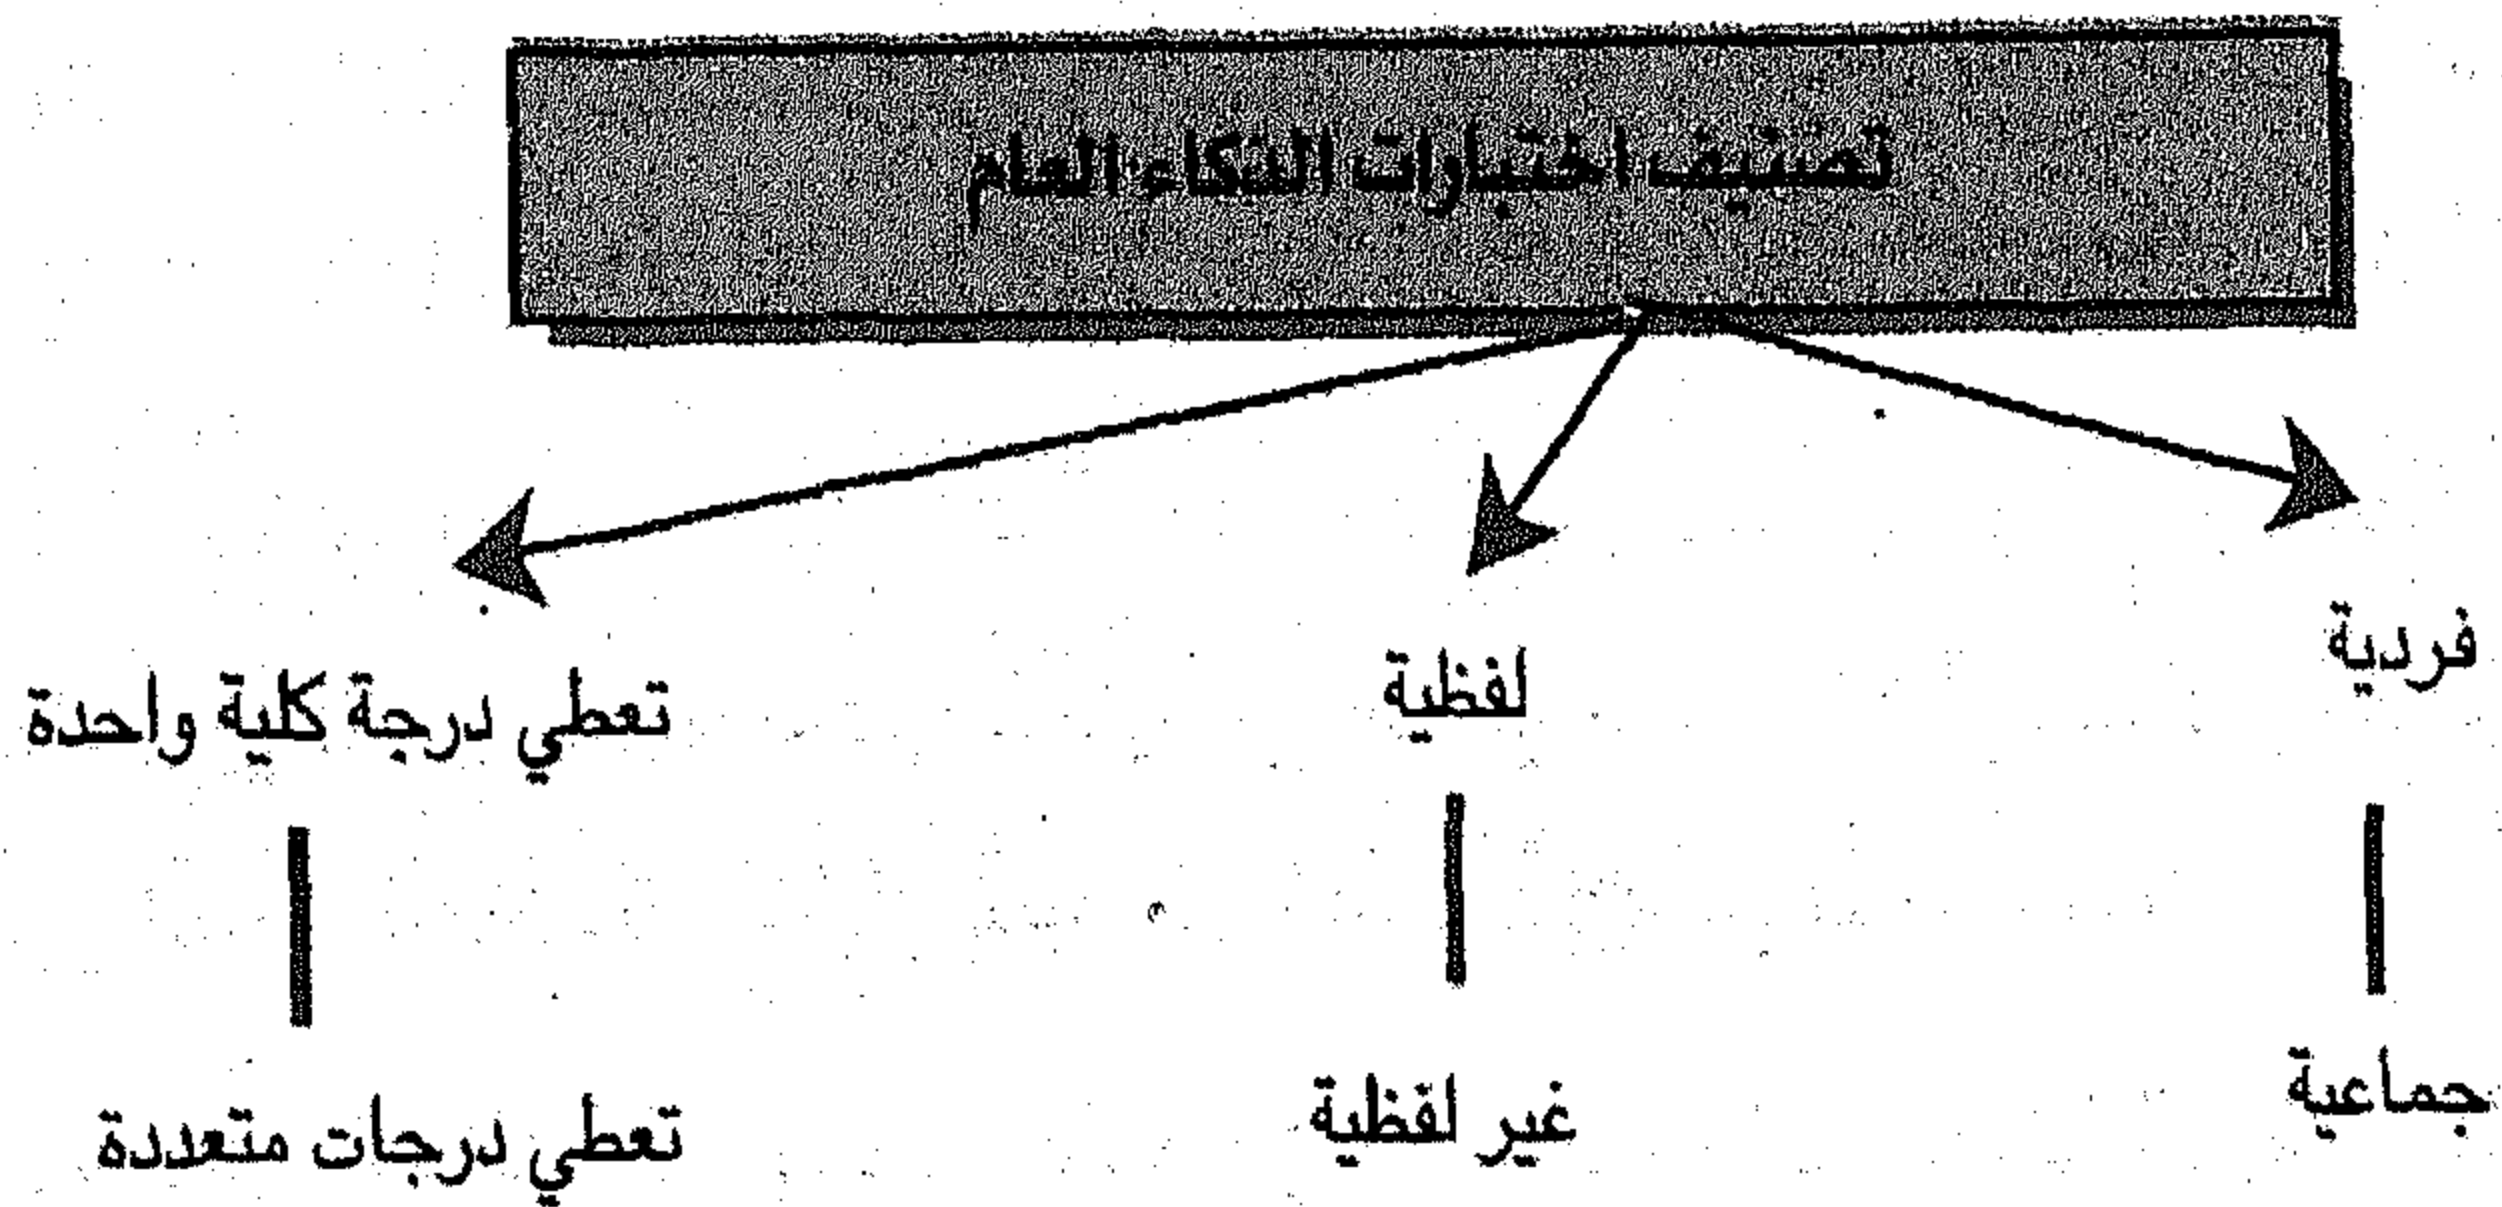 تصنيف اختبارات الذكاء العام
فردية
لفظية
تعطي درجة كلية واحدة
جماعية
غير لفظية
تعطي درجات متعددة